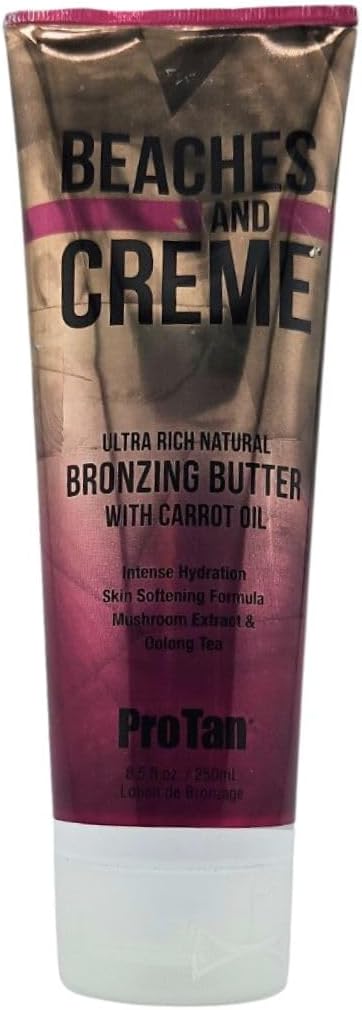 BEACHES
AND
CREME
ULTRA RICH NATURAL
BRONZING BUTTER
WITH CARROT OIL
Intense Hydration
Skin Softening Formula
Mushroom Extract &
Oolong Tea
ProTan®
8.5 fl oz. / 250mL
Lotion de Bronzage